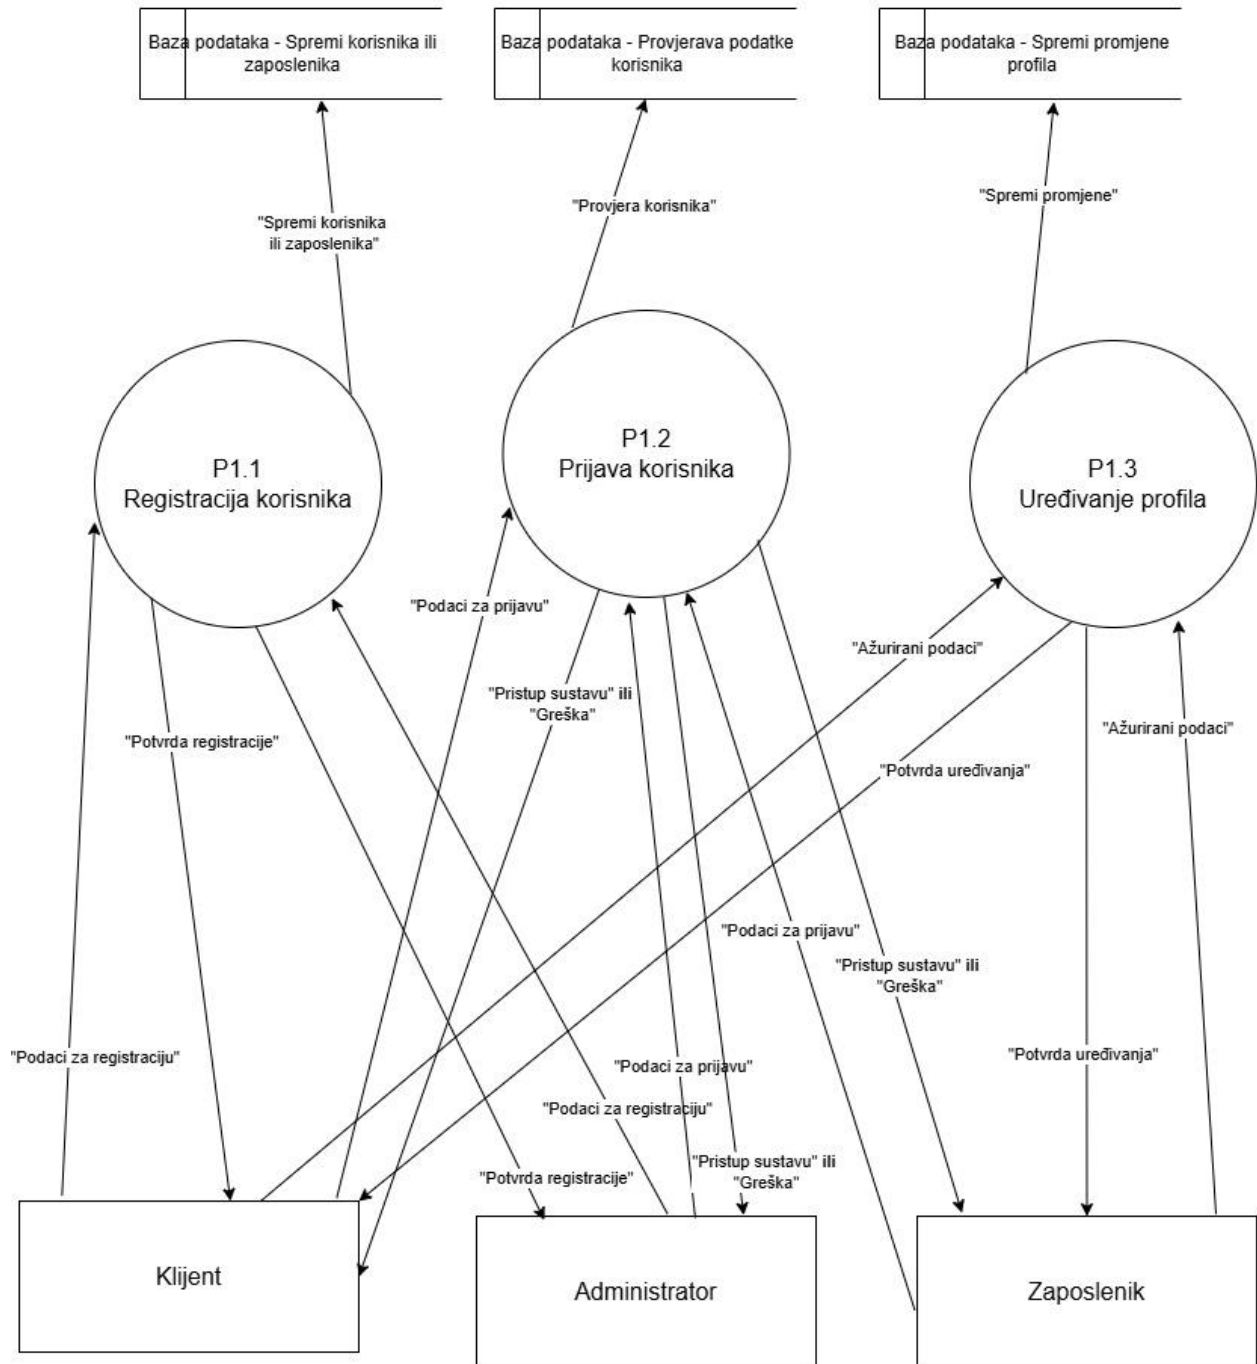 Baza podataka - Spremi korisnika ili
zaposlenika
Baza podataka - Provjerava podatke
korisnika
Baza podataka - Spremi promjene
profila
"Spremi korisnika
ili zaposlenika"
"Provjera korisnika"
"Spremi promjene"
P1.1
Registracija korisnika
P1.2
Prijava korisnika
P1.3
Uređivanje profila
"Podaci za prijavu"
"Ažurirani podaci"
"Pristup sustavu" ili
"Greška"
"Ažurirani podaci"
"Potvrda registracije"
"Potvrda uređivanja"
"Podaci za prijavu"
"Pristup sustavu" ili
"Greška"
"Podaci za registraciju"
"Potvrda uređivanja"
"Podaci za prijavu"
"Podaci za registraciju"
"Pristup sustavu" ili
"Greška"
"Potvrda registracije"
Klijent
Administrator
Zaposlenik